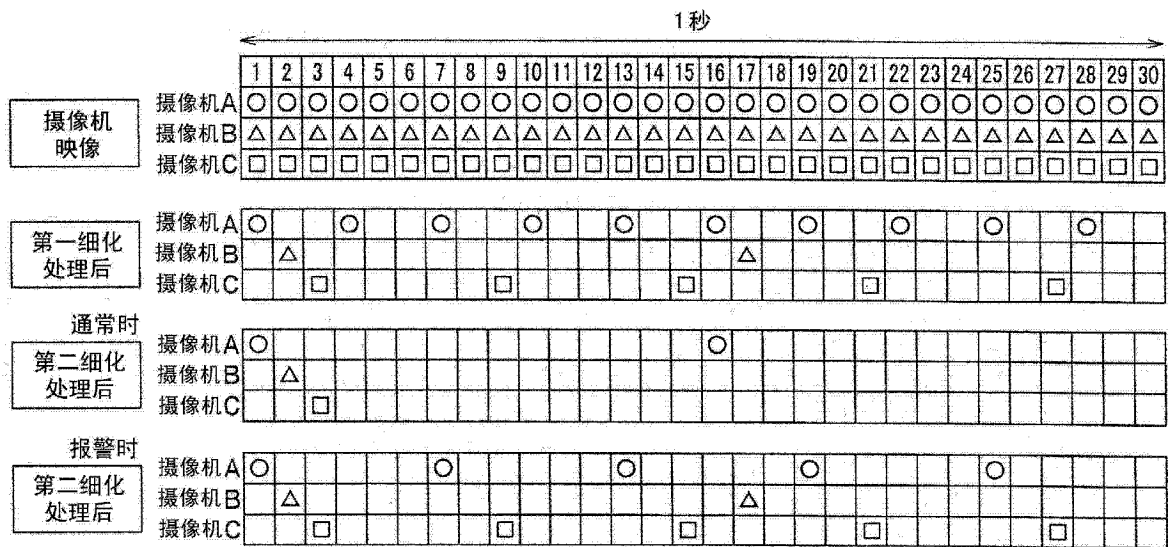 1秒
1 2 3 4 5 6 7 8 9 10 11 12 13 14 15 16 17 18 19 20 21 22 23 24 25 26 27 28 29 30
摄像机
映像
摄像机A
摄像机B
摄像机C
第一细化
处理后
摄像机A
摄像机B
摄像机C
通常时
第二细化
处理后
摄像机A
摄像机B
摄像机C
报警时
第二细化
处理后
摄像机A
摄像机B
摄像机C